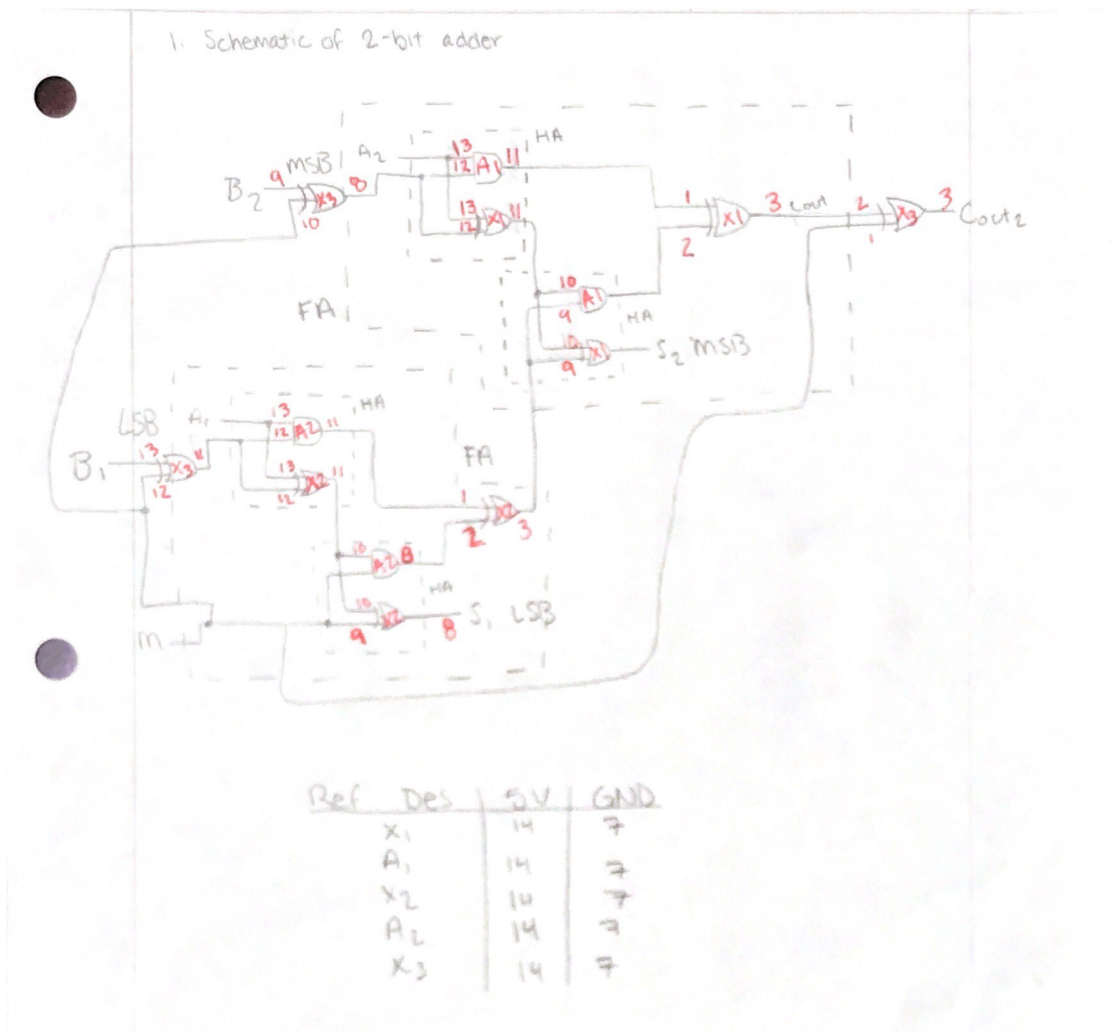 1. Schematic of 2-bit adder
HA
MSB A2 13
12 A1 11
B2 9 X3 8
10
13
12 X1 11
1
2 X1 3 Cout 2
1 X3 3 Cout2
FA
10
9 A1
HA
10
9 X1 S2 MSB
LSB A1 13
12 A2 11 HA
B1 13
12 X3 11
13
12 X2 11
FA
1
2 X2 3
10 A2 8
HA
10
9 X2 8 S1 LSB
m
Ref Des 5V GND
X1 14 7
A1 14 7
X2 14 7
A2 14 7
X3 14 7